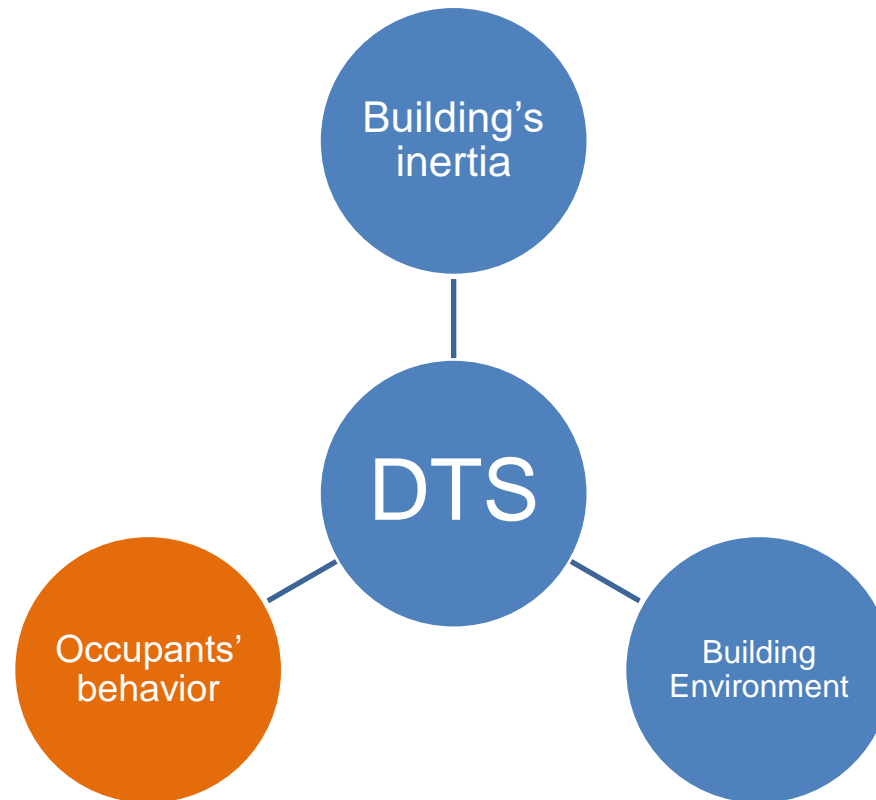 Building’s
inertia
DTS
Occupants’
behavior
Building
Environment